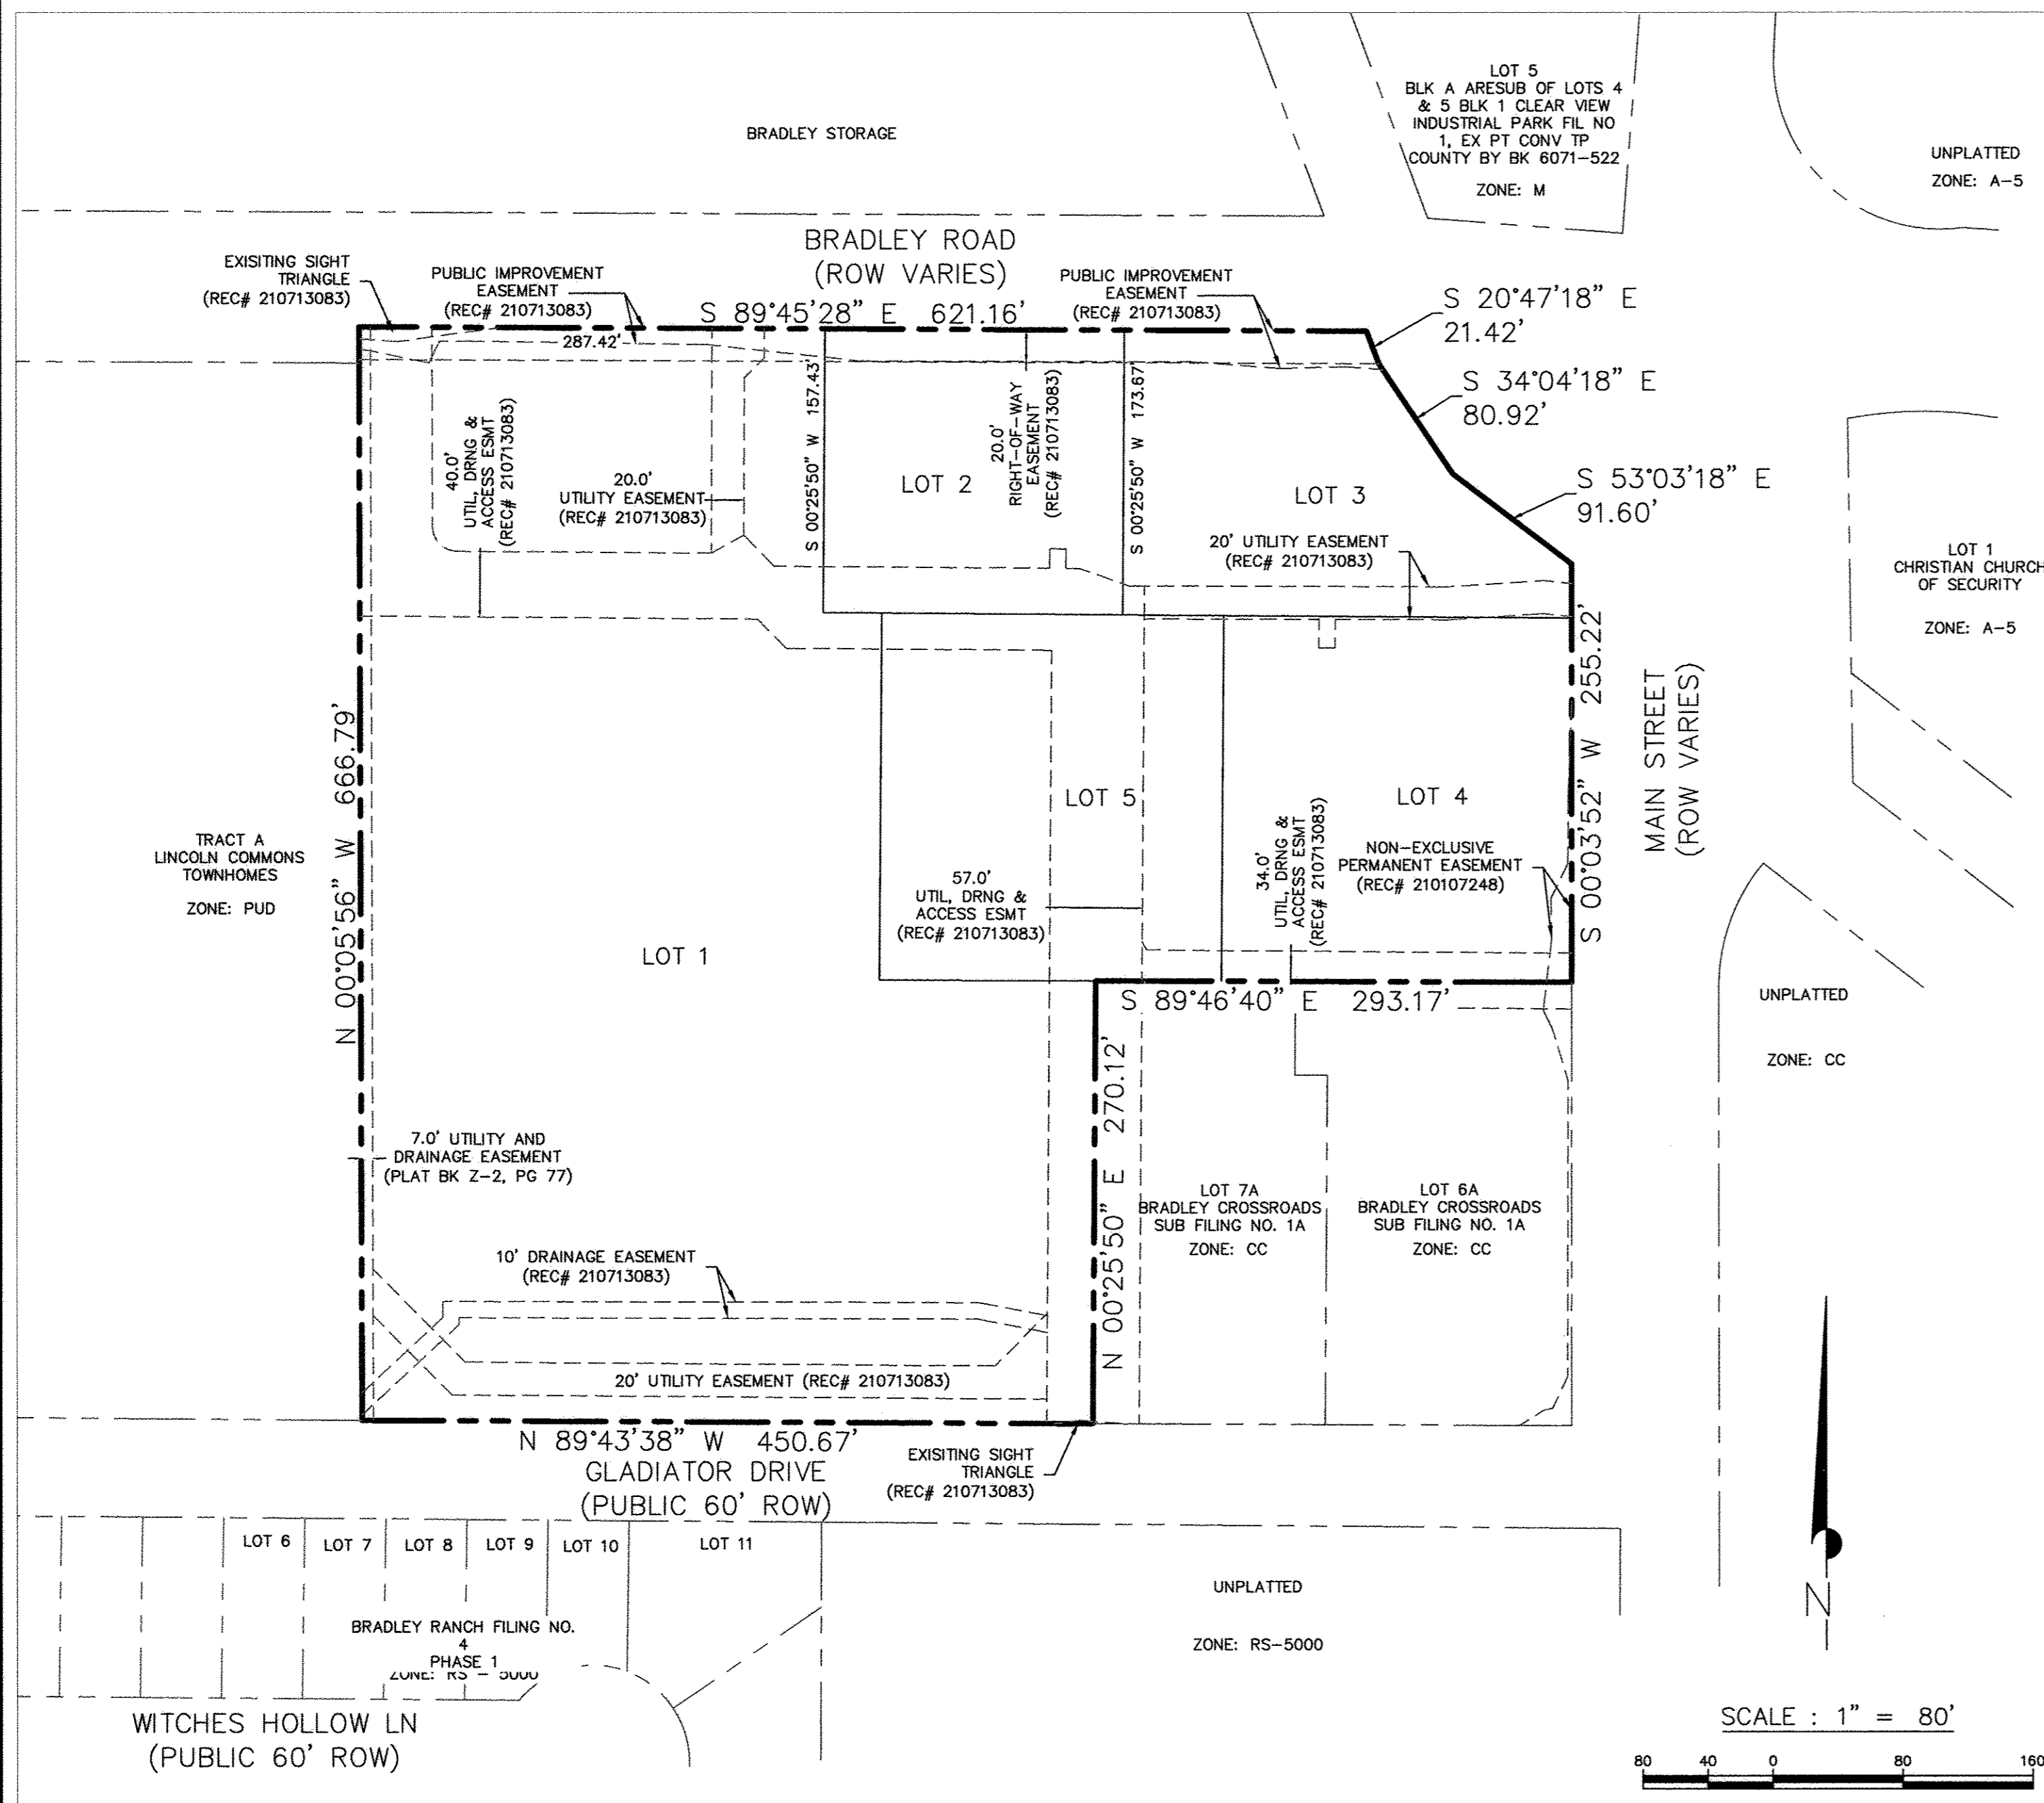 LOT 5
BLK A ARESUB OF LOTS 4
& 5 BLK 1 CLEAR VIEW
INDUSTRIAL PARK FIL NO
1, EX PT CONV TP
COUNTY BY BK 6071-522
ZONE: M
BRADLEY STORAGE
UNPLATTED
ZONE: A-5
BRADLEY ROAD
(ROW VARIES)
EXISITING SIGHT
TRIANGLE
(REC# 210713083)
PUBLIC IMPROVEMENT
EASEMENT
(REC# 210713083)
S 89°45'28" E 621.16'
PUBLIC IMPROVEMENT
EASEMENT
(REC# 210713083)
S 20°47'18" E
21.42'
287.42'
S 34°04'18" E
80.92'
S 53°03'18" E
91.60'
40.0'
UTIL, DRNG &
ACCESS ESMT
(REC# 210713083)
20.0'
UTILITY EASEMENT
(REC# 210713083)
S 00°25'50" W 157.43'
LOT 2
20.0'
RIGHT-OF-WAY
EASEMENT
(REC# 210713083)
S 00°25'50" W 173.67'
LOT 3
20' UTILITY EASEMENT
(REC# 210713083)
LOT 1
CHRISTIAN CHURCH
OF SECURITY
ZONE: A-5
N 00°05'56" W 666.79'
TRACT A
LINCOLN COMMONS
TOWNHOMES
ZONE: PUD
LOT 1
LOT 5
57.0'
UTIL, DRNG &
ACCESS ESMT
(REC# 210713083)
LOT 4
34.0'
UTIL, DRNG &
ACCESS ESMT
(REC# 210713083)
NON-EXCLUSIVE
PERMANENT EASEMENT
(REC# 210107248)
S 00°03'52" W 255.22'
MAIN STREET
(ROW VARIES)
S 89°46'40" E 293.17'
UNPLATTED
ZONE: CC
N 00°25'50" E 270.12'
7.0' UTILITY AND
DRAINAGE EASEMENT
(PLAT BK Z-2, PG 77)
LOT 7A
BRADLEY CROSSROADS
SUB FILING NO. 1A
ZONE: CC
LOT 6A
BRADLEY CROSSROADS
SUB FILING NO. 1A
ZONE: CC
10' DRAINAGE EASEMENT
(REC# 210713083)
20' UTILITY EASEMENT (REC# 210713083)
N 89°43'38" W 450.67'
GLADIATOR DRIVE
(PUBLIC 60' ROW)
EXISITING SIGHT
TRIANGLE
(REC# 210713083)
LOT 6
LOT 7
LOT 8
LOT 9
LOT 10
LOT 11
BRADLEY RANCH FILING NO.
4
PHASE 1
ZONE: RS - 5000
UNPLATTED
ZONE: RS-5000
WITCHES HOLLOW LN
(PUBLIC 60' ROW)
N
SCALE : 1" = 80'
80 40 0 80 160